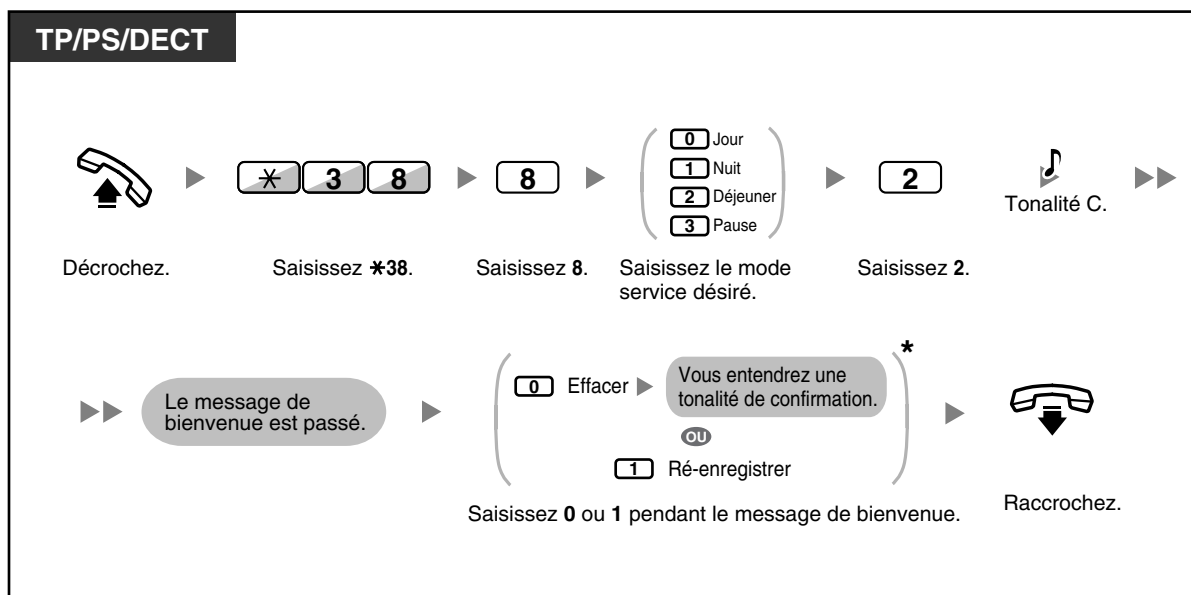 TP/PS/DECT
✳ 3 8
8
0 Jour
1 Nuit
2 Déjeuner
3 Pause
2
Tonalité C.
Décrochez.
Saisissez ✳38.
Saisissez 8.
Saisissez le mode
service désiré.
Saisissez 2.
Le message de
bienvenue est passé.
0 Effacer
Vous entendrez une
tonalité de confirmation.
*
OU
1 Ré-enregistrer
Saisissez 0 ou 1 pendant le message de bienvenue.
Raccrochez.